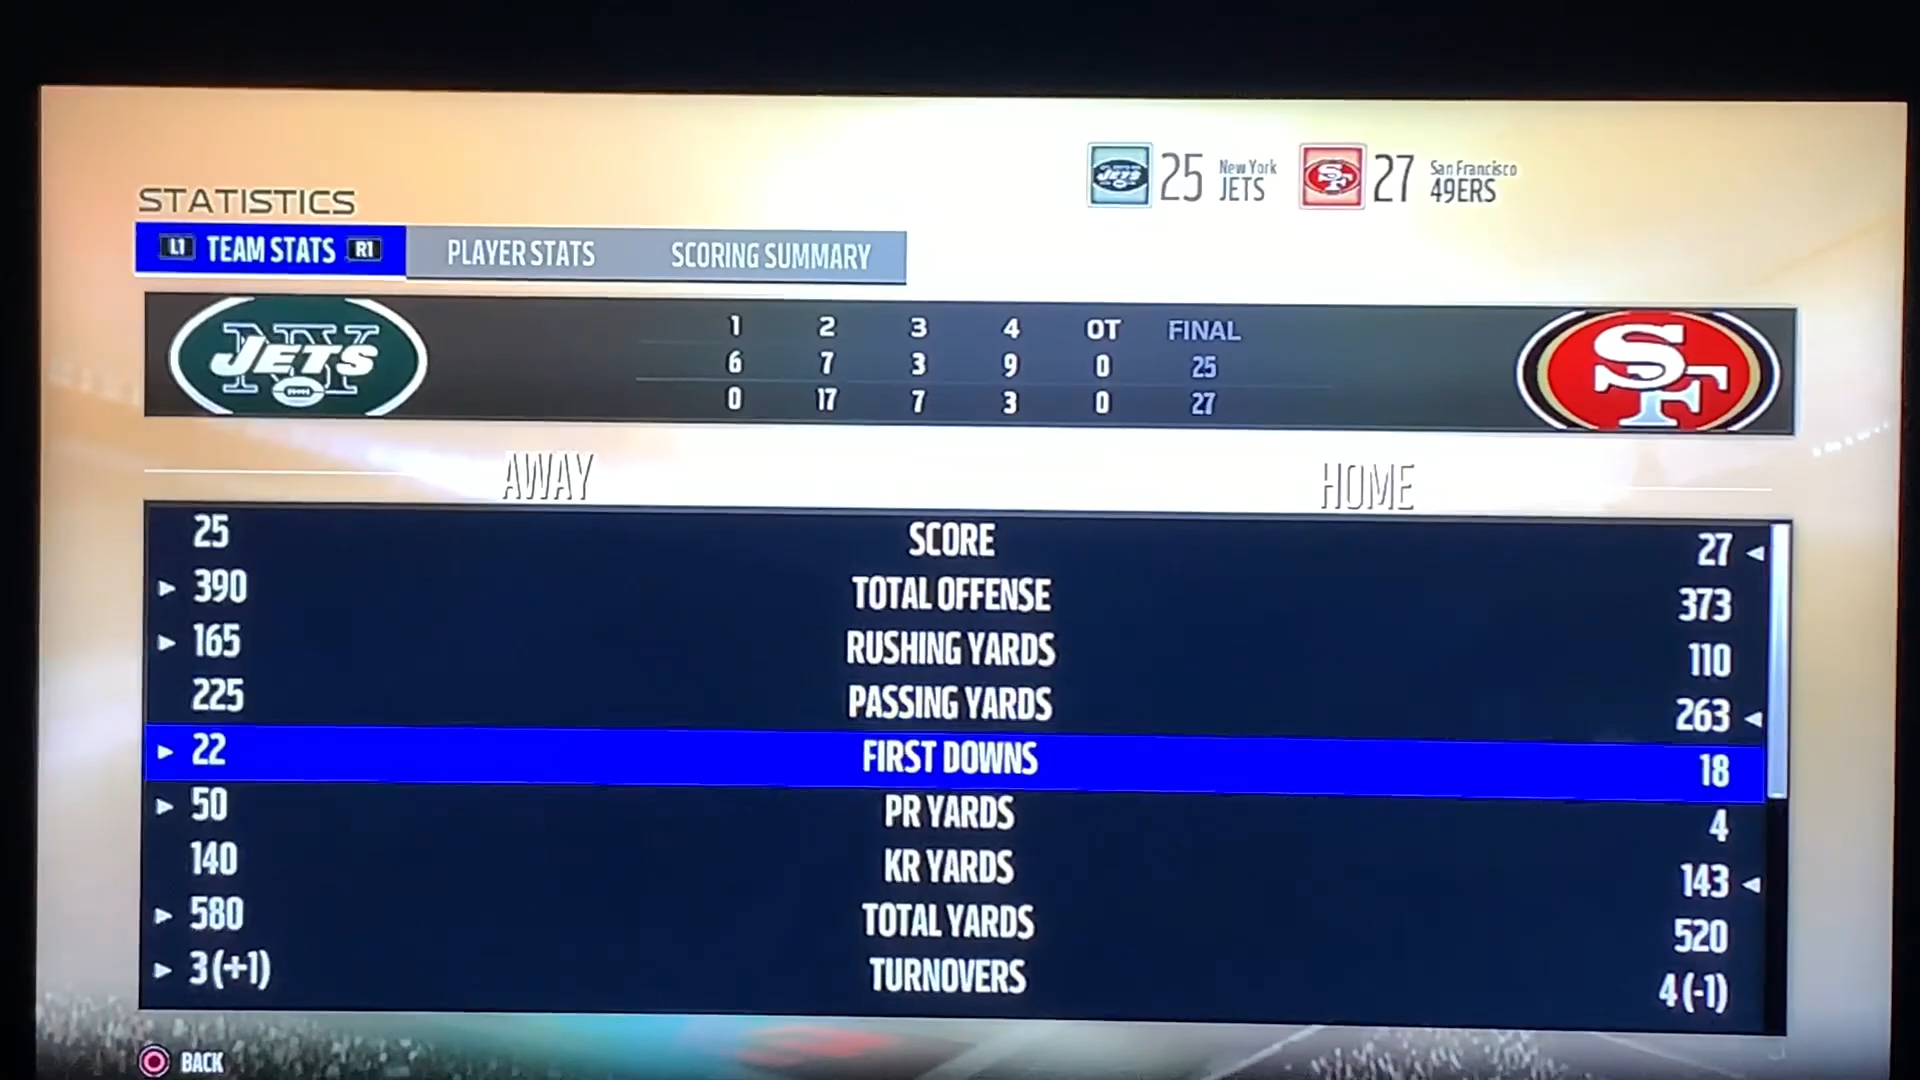 25 New York JETS 27 San Francisco 49ERS
STATISTICS
L1 TEAM STATS R1 PLAYER STATS SCORING SUMMARY
NY JETS
1 2 3 4 OT FINAL
6 7 3 9 0 25
0 17 7 3 0 27
SF
AWAY HOME
25 SCORE 27
390 TOTAL OFFENSE 373
165 RUSHING YARDS 110
225 PASSING YARDS 263
22 FIRST DOWNS 18
50 PR YARDS 4
140 KR YARDS 143
580 TOTAL YARDS 520
3(+1) TURNOVERS 4(-1)
BACK